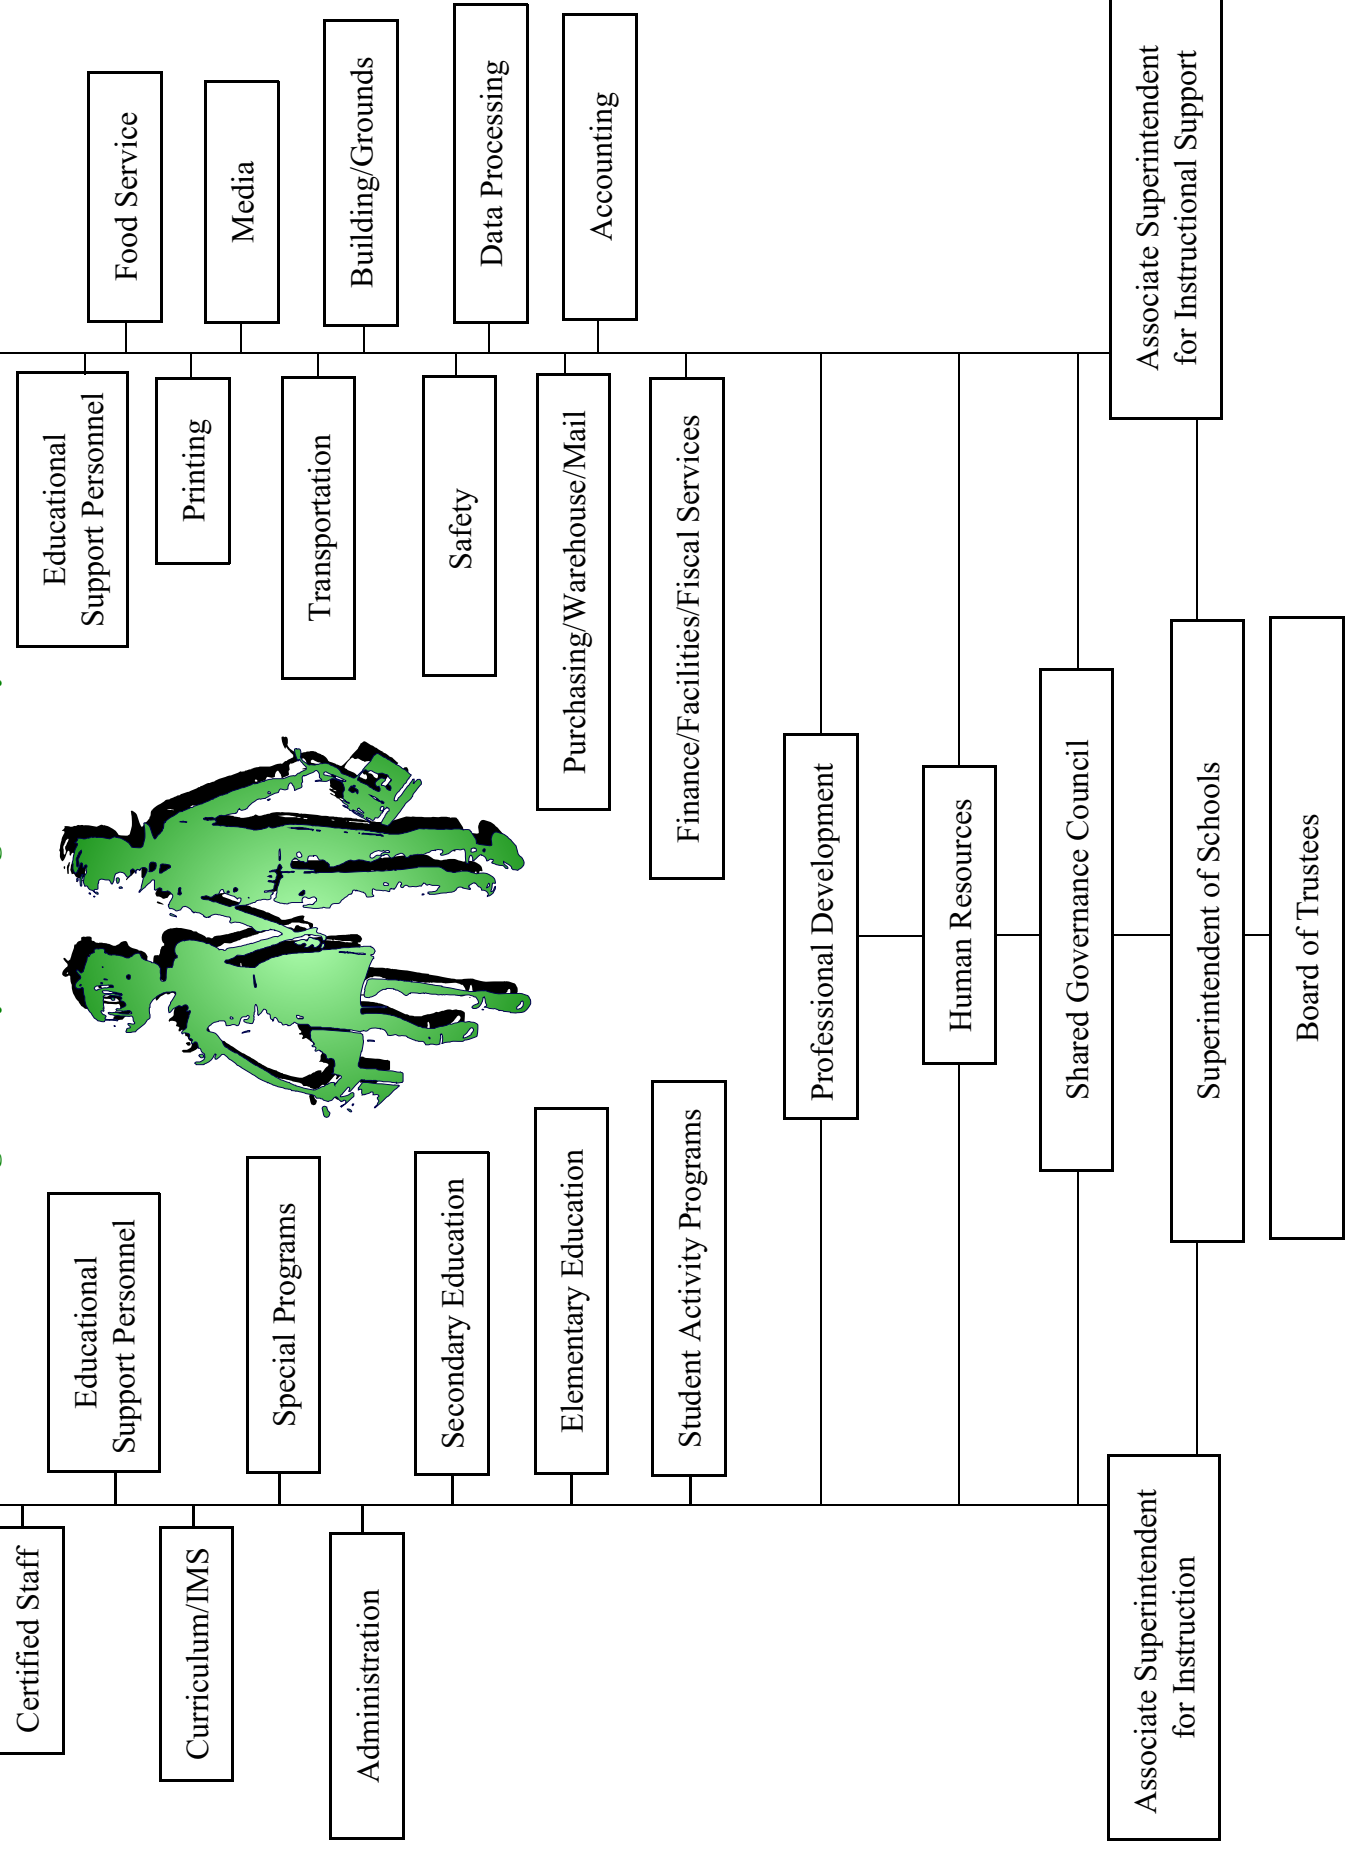 Certified Staff
Educational
Support Personnel
Educational
Support Personnel
Food Service
Curriculum/IMS
Printing
Media
Special Programs
Transportation
Building/Grounds
Administration
Secondary Education
Safety
Data Processing
Elementary Education
Purchasing/Warehouse/Mail
Accounting
Student Activity Programs
Finance/Facilities/Fiscal Services
Professional Development
Human Resources
Shared Governance Council
Associate Superintendent
for Instruction
Superintendent of Schools
Associate Superintendent
for Instructional Support
Board of Trustees